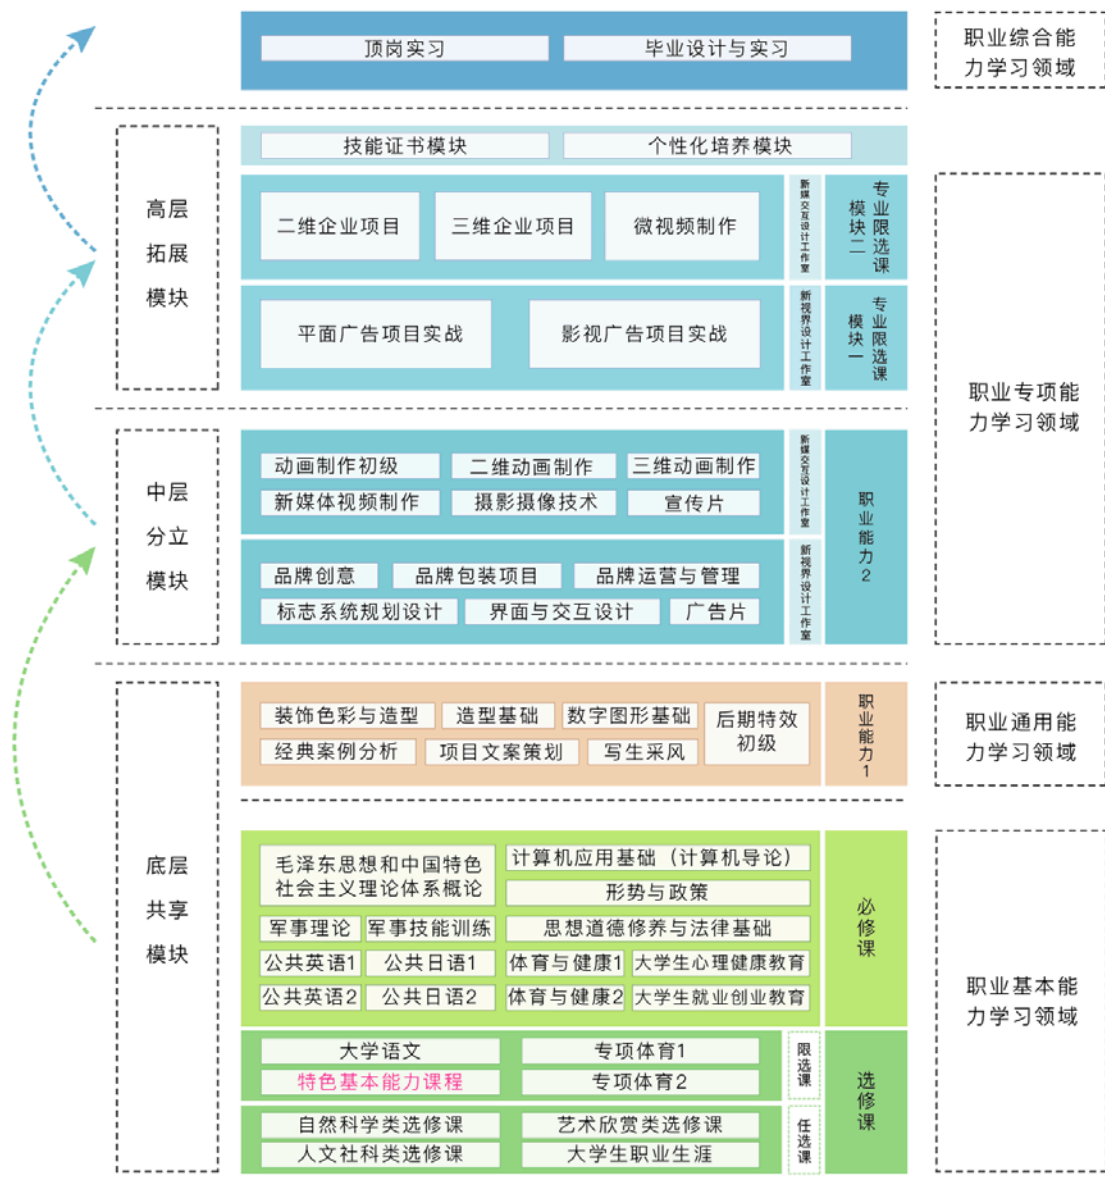 顶岗实习
毕业设计与实习
职业综合能
力学习领域
高层
拓展
模块
技能证书模块
个性化培养模块
二维企业项目
三维企业项目
微视频制作
新媒交互设计工作室
专业限选课
模块二
平面广告项目实战
影视广告项目实战
新视界设计工作室
专业限选课
模块一
职业专项能
力学习领域
中层
分立
模块
动画制作初级
二维动画制作
三维动画制作
新媒体视频制作
摄影摄像技术
宣传片
新媒交互设计工作室
品牌创意
品牌包装项目
品牌运营与管理
标志系统规划设计
界面与交互设计
广告片
新视界设计工作室
职业能力2
底层
共享
模块
装饰色彩与造型
造型基础
数字图形基础
后期特效
初级
经典案例分析
项目文案策划
写生采风
职业能力1
职业通用能
力学习领域
毛泽东思想和中国特色
社会主义理论体系概论
计算机应用基础（计算机导论）
形势与政策
军事理论
军事技能训练
思想道德修养与法律基础
公共英语1
公共日语1
体育与健康1
大学生心理健康教育
公共英语2
公共日语2
体育与健康2
大学生就业创业教育
必修课
大学语文
专项体育1
特色基本能力课程
专项体育2
限选课
自然科学类选修课
艺术欣赏类选修课
人文社科类选修课
大学生职业生涯
任选课
选修课
职业基本能
力学习领域